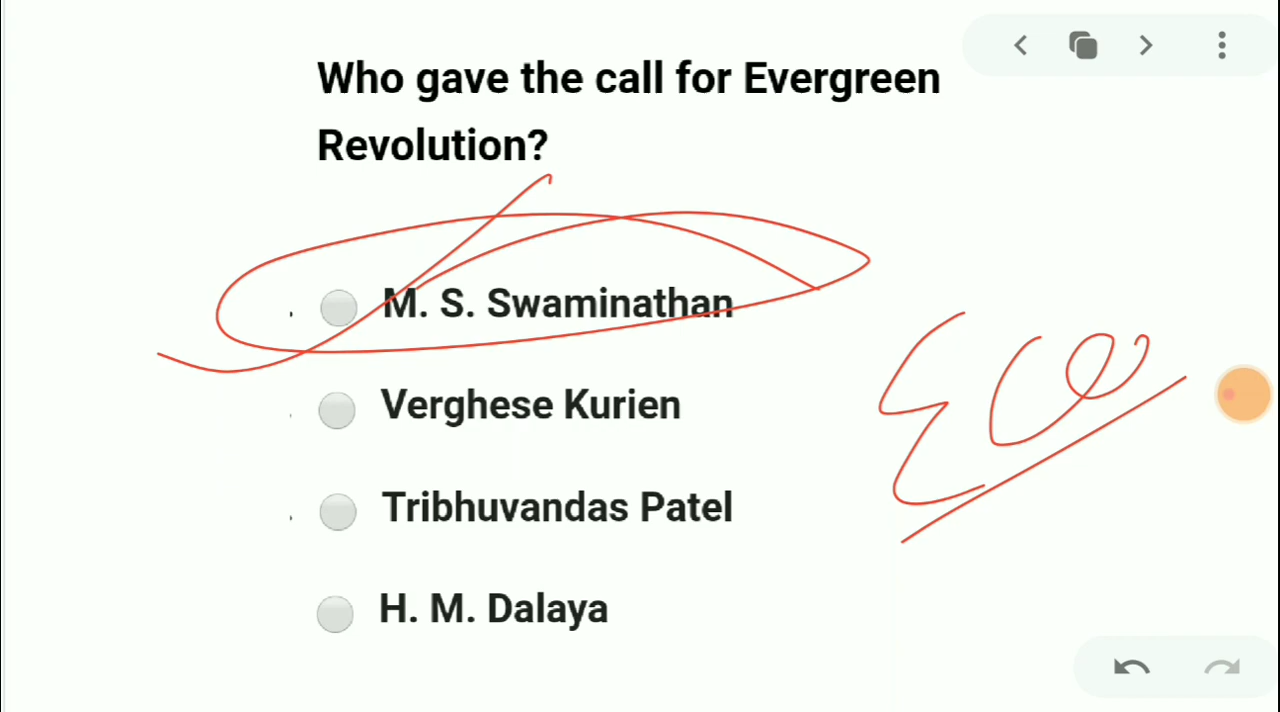 Who gave the call for Evergreen
Revolution?
M. S. Swaminathan
Verghese Kurien
Tribhuvandas Patel
H. M. Dalaya